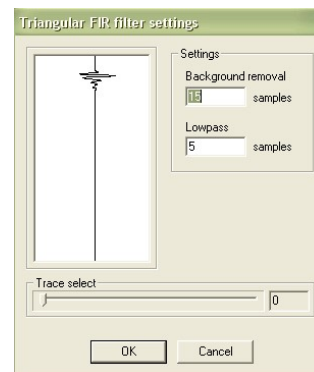 Triangular FIR filter settings
Settings
Background removal
15 samples
Lowpass
5 samples
Trace select
0
OK Cancel